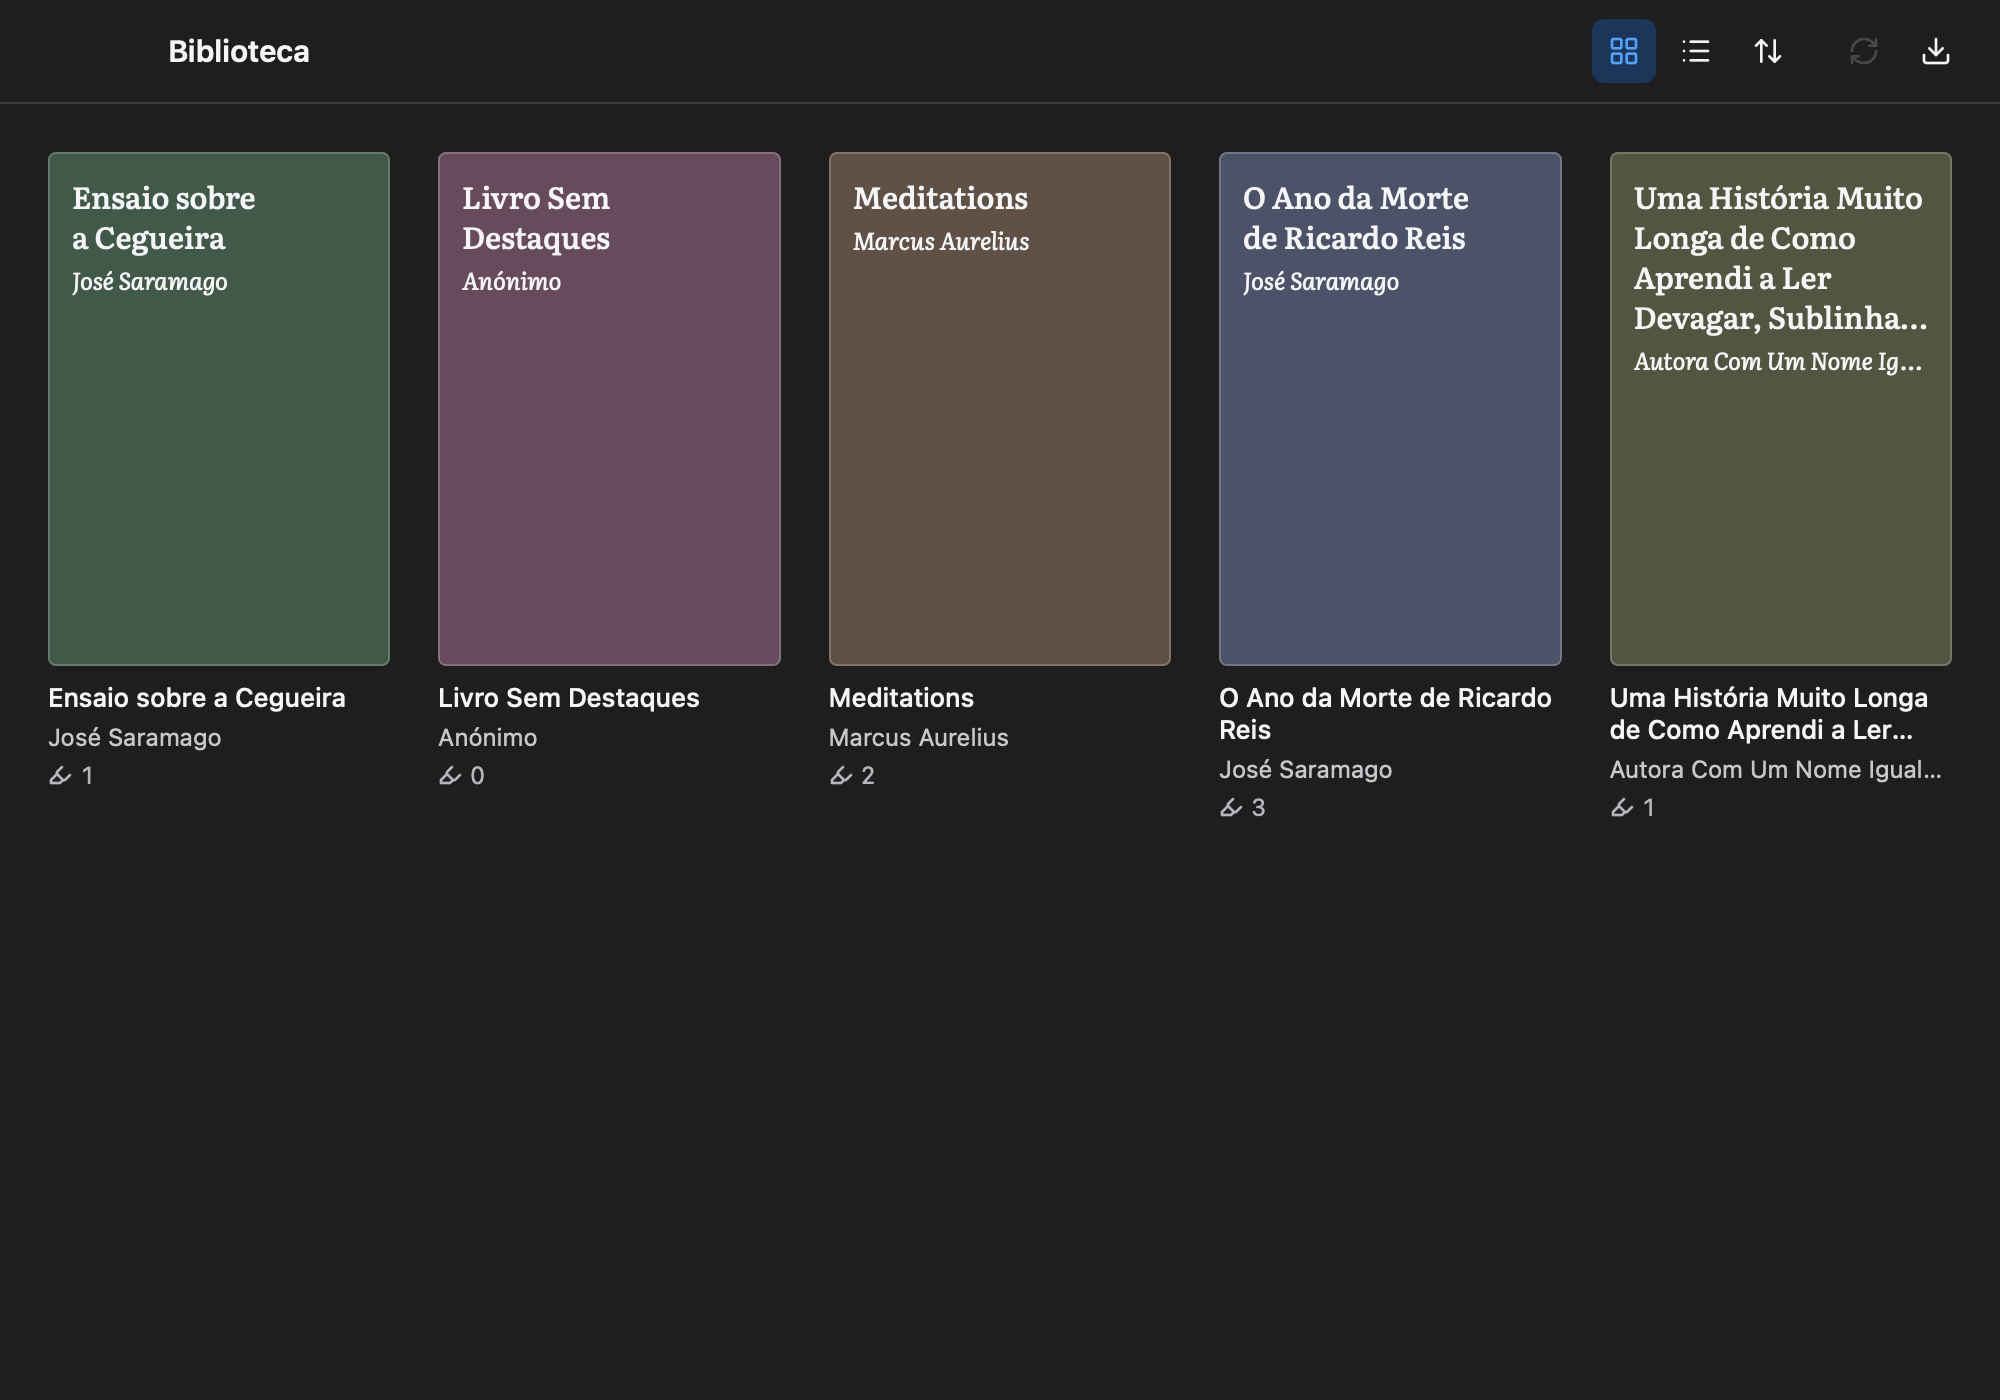 Biblioteca
Ensaio sobre
a Cegueira
José Saramago
Livro Sem
Destaques
Anónimo
Meditations
Marcus Aurelius
O Ano da Morte
de Ricardo Reis
José Saramago
Uma História Muito
Longa de Como
Aprendi a Ler
Devagar, Sublinha…
Autora Com Um Nome Ig…
Ensaio sobre a Cegueira
José Saramago
1
Livro Sem Destaques
Anónimo
0
Meditations
Marcus Aurelius
2
O Ano da Morte de Ricardo
Reis
José Saramago
3
Uma História Muito Longa
de Como Aprendi a Ler…
Autora Com Um Nome Igual…
1